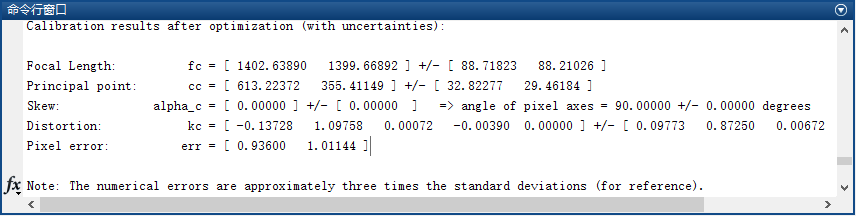 命令行窗口
Calibration results after optimization (with uncertainties):
Focal Length: fc = [ 1402.63890 1399.66892 ] +/- [ 88.71823 88.21026 ]
Principal point: cc = [ 613.22372 355.41149 ] +/- [ 32.82277 29.46184 ]
Skew: alpha_c = [ 0.00000 ] +/- [ 0.00000 ] => angle of pixel axes = 90.00000 +/- 0.00000 degrees
Distortion: kc = [ -0.13728 1.09758 0.00072 -0.00390 0.00000 ] +/- [ 0.09773 0.87250 0.00672
Pixel error: err = [ 0.93600 1.01144 ]
fx Note: The numerical errors are approximately three times the standard deviations (for reference).